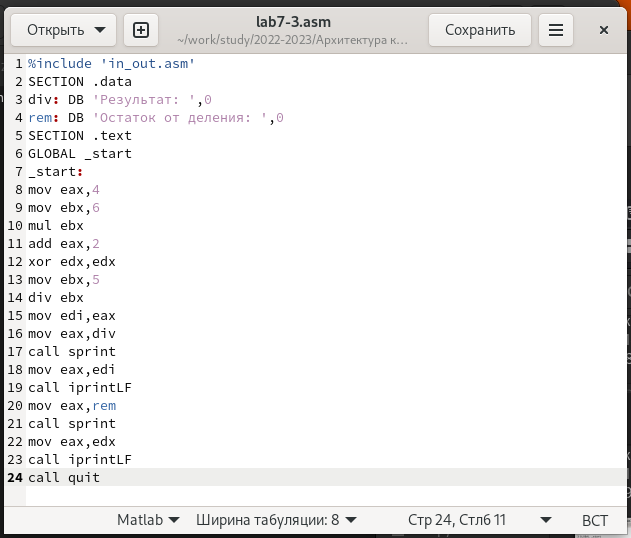 Открыть
lab7-3.asm
~/work/study/2022-2023/Архитектура к...
Сохранить
1 %include 'in_out.asm'
2 SECTION .data
3 div: DB 'Результат: ',0
4 rem: DB 'Остаток от деления: ',0
5 SECTION .text
6 GLOBAL _start
7 _start:
8 mov eax,4
9 mov ebx,6
10 mul ebx
11 add eax,2
12 xor edx,edx
13 mov ebx,5
14 div ebx
15 mov edi,eax
16 mov eax,div
17 call sprint
18 mov eax,edi
19 call iprintLF
20 mov eax,rem
21 call sprint
22 mov eax,edx
23 call iprintLF
24 call quit
Matlab Ширина табуляции: 8 Стр 24, Стлб 11 ВСТ